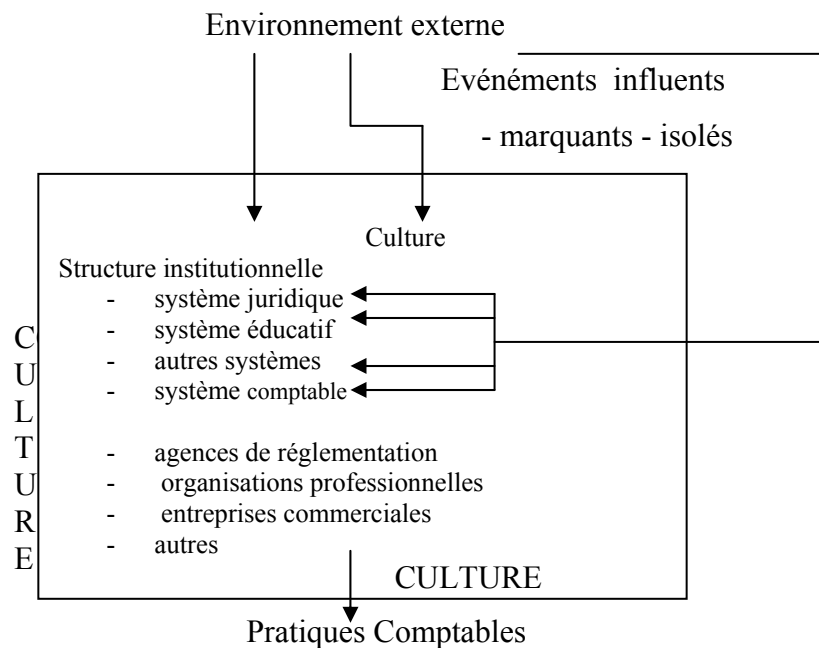 Environnement externe
Evénéments influents
- marquants - isolés
Culture
Structure institutionnelle
- système juridique
- système éducatif
- autres systèmes
- système comptable
- agences de réglementation
- organisations professionnelles
- entreprises commerciales
- autres
CULTURE
CULTURE
Pratiques Comptables